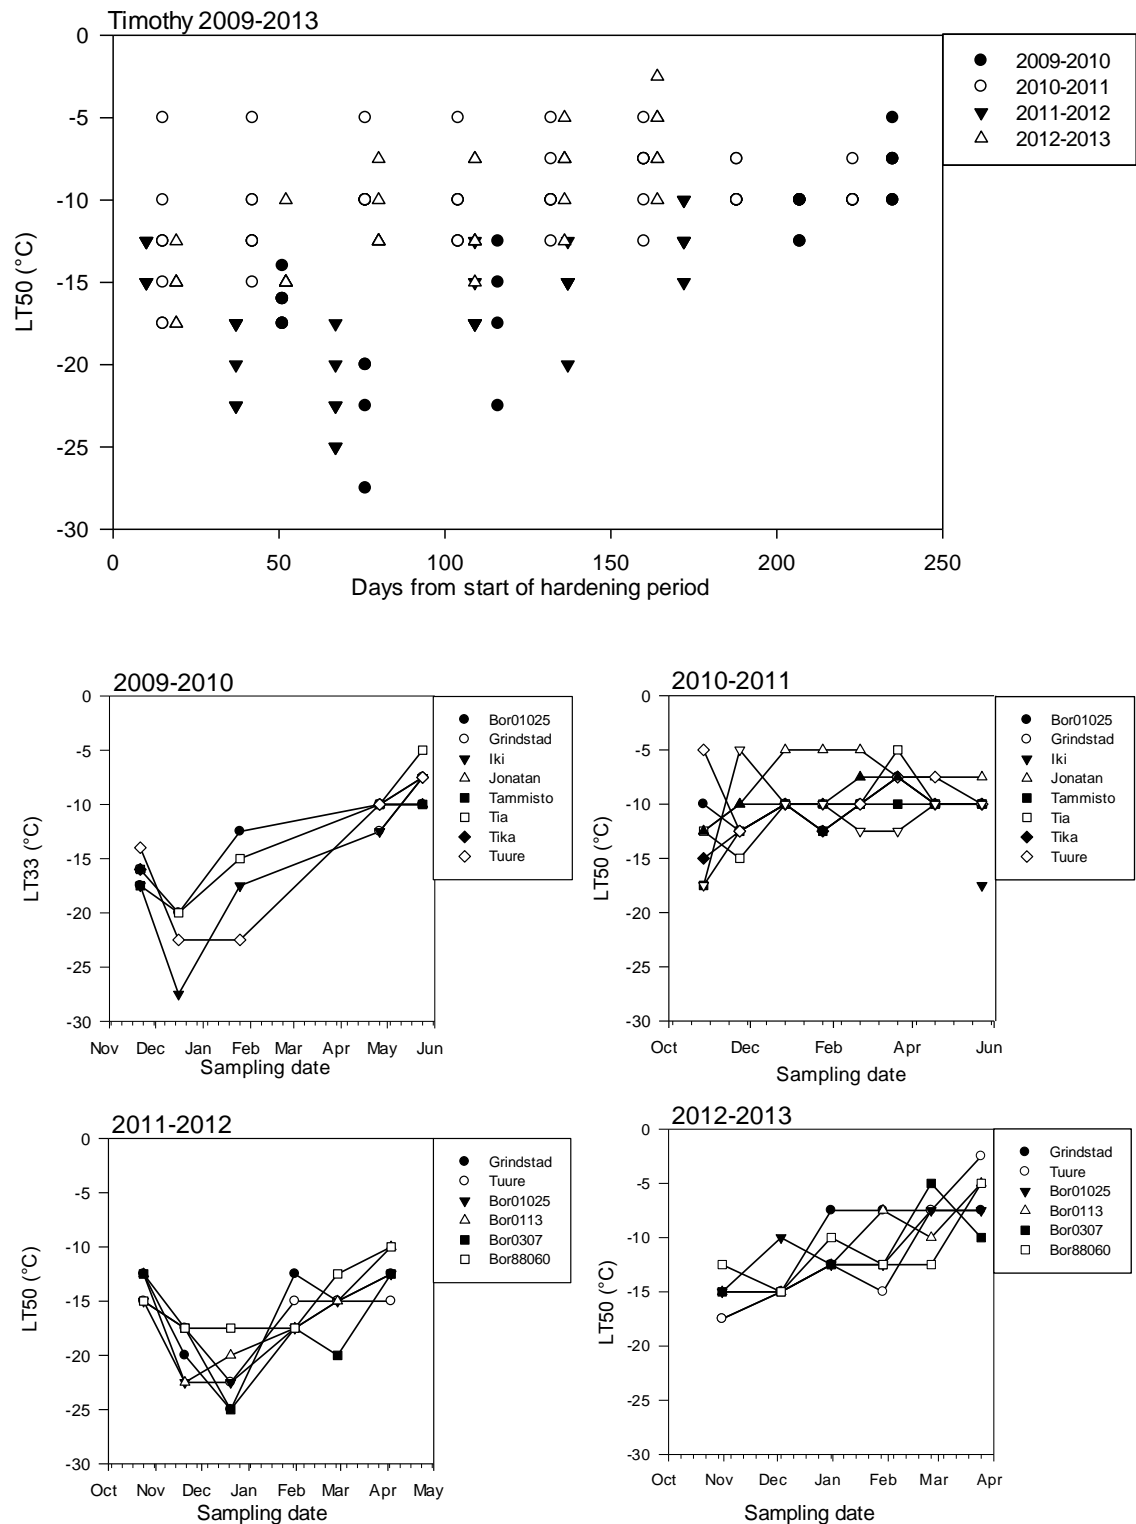 Timothy 2009-2013
0
-5
-10
-15
-20
-25
-30
LT50 (°C)
0 50 100 150 200 250
Days from start of hardening period
2009-2010
2010-2011
2011-2012
2012-2013
2009-2010
0
-5
-10
-15
-20
-25
-30
LT33 (°C)
Nov Dec Jan Feb Mar Apr May Jun
Sampling date
Bor01025
Grindstad
Iki
Jonatan
Tammisto
Tia
Tika
Tuure
2010-2011
0
-5
-10
-15
-20
-25
-30
LT50 (°C)
Oct Dec Feb Apr Jun
Sampling date
Bor01025
Grindstad
Iki
Jonatan
Tammisto
Tia
Tika
Tuure
2011-2012
0
-5
-10
-15
-20
-25
-30
LT50 (°C)
Oct Nov Dec Jan Feb Mar Apr May
Sampling date
Grindstad
Tuure
Bor01025
Bor0113
Bor0307
Bor88060
2012-2013
0
-5
-10
-15
-20
-25
-30
LT50 (°C)
Oct Nov Dec Jan Feb Mar Apr
Sampling date
Grindstad
Tuure
Bor01025
Bor0113
Bor0307
Bor88060